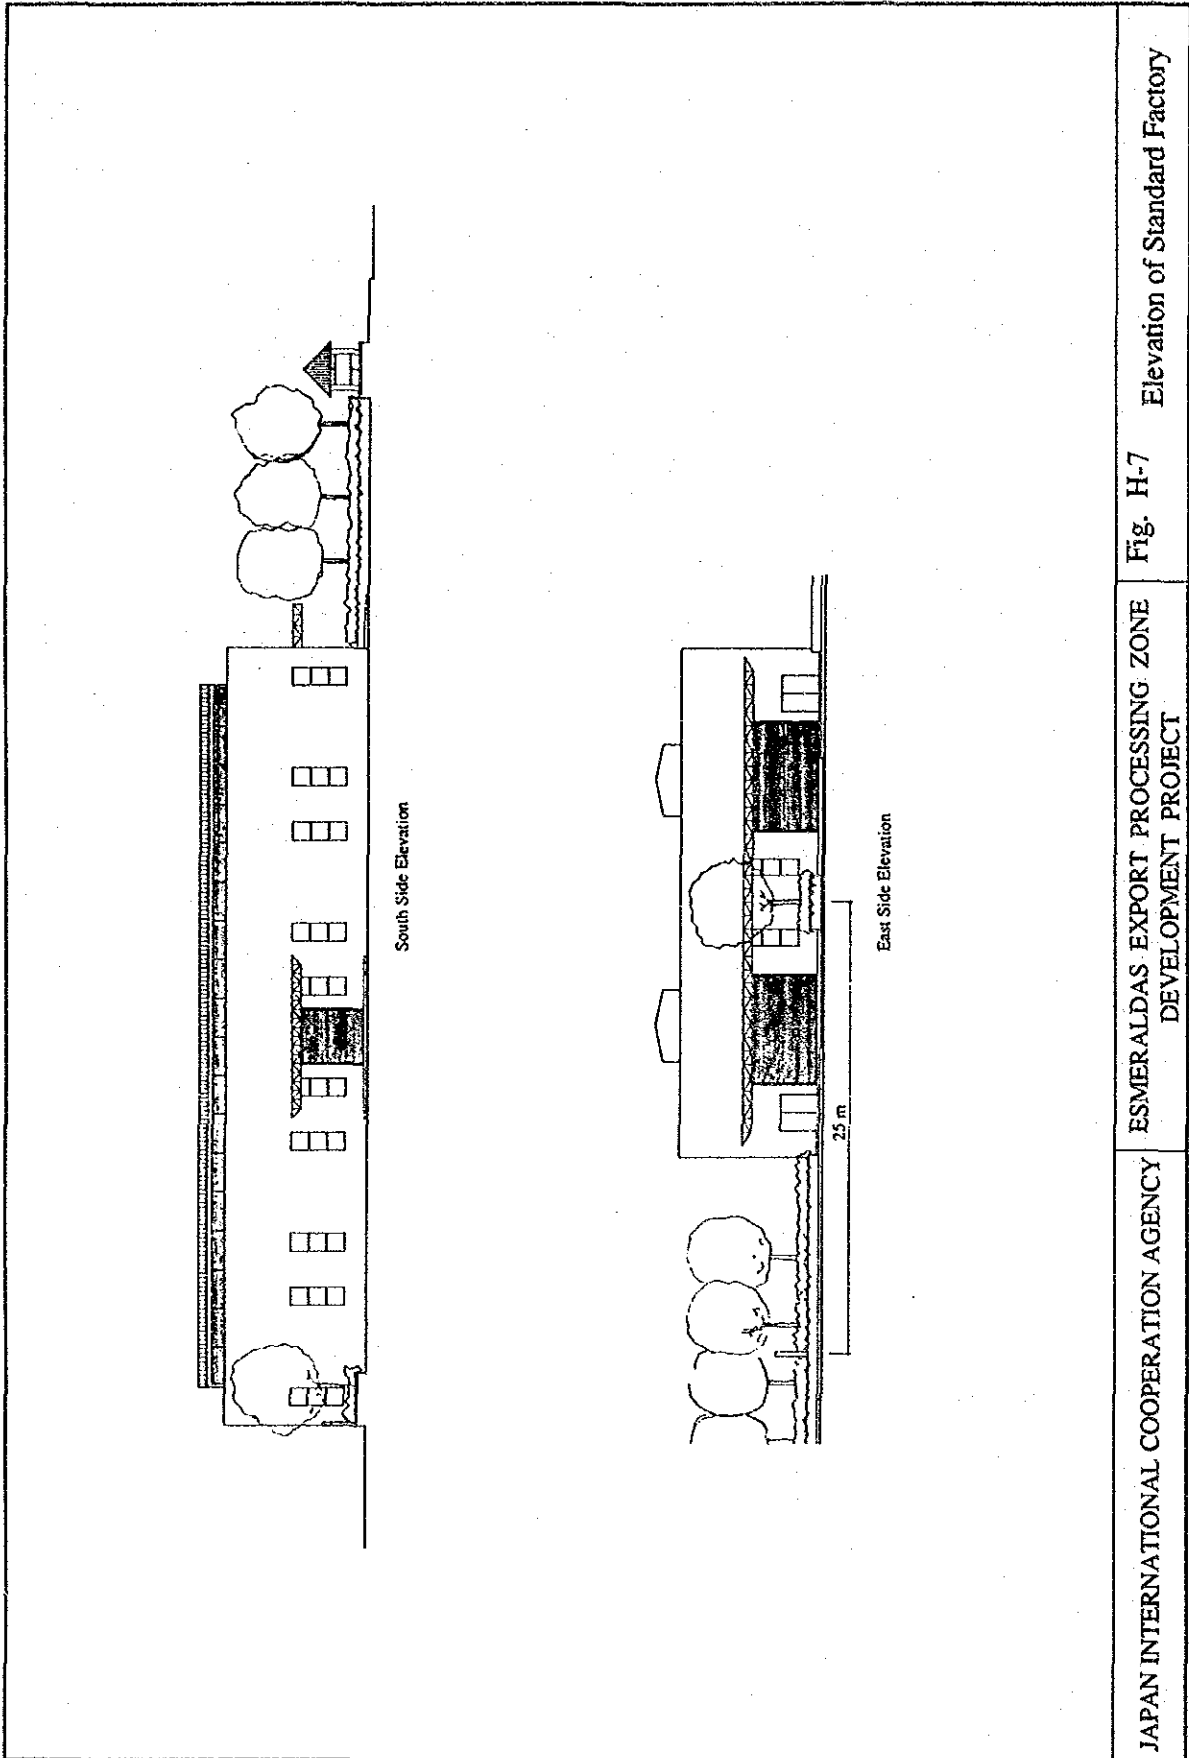 South Side Elevation
25 m
East Side Elevation
JAPAN INTERNATIONAL COOPERATION AGENCY
ESMERALDAS EXPORT PROCESSING ZONE
DEVELOPMENT PROJECT
Fig. H-7 Elevation of Standard Factory